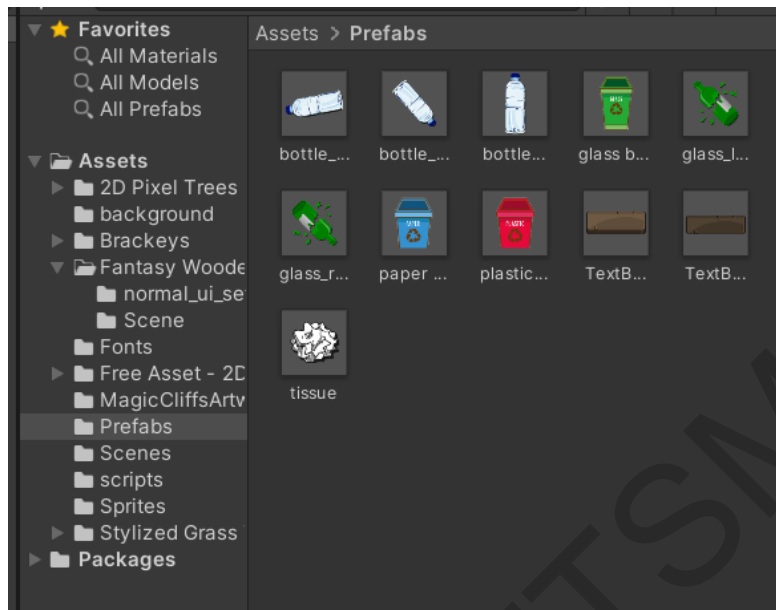 Favorites
All Materials
All Models
All Prefabs
Assets
2D Pixel Trees
background
Brackeys
Fantasy Woode
normal_ui_se
Scene
Fonts
Free Asset - 2D
MagicCliffsArtw
Prefabs
Scenes
scripts
Sprites
Stylized Grass
Packages
Assets > Prefabs
bottle_... bottle_... bottle... glass b... glass_l...
glass_r... paper ... plastic... TextB... TextB...
tissue